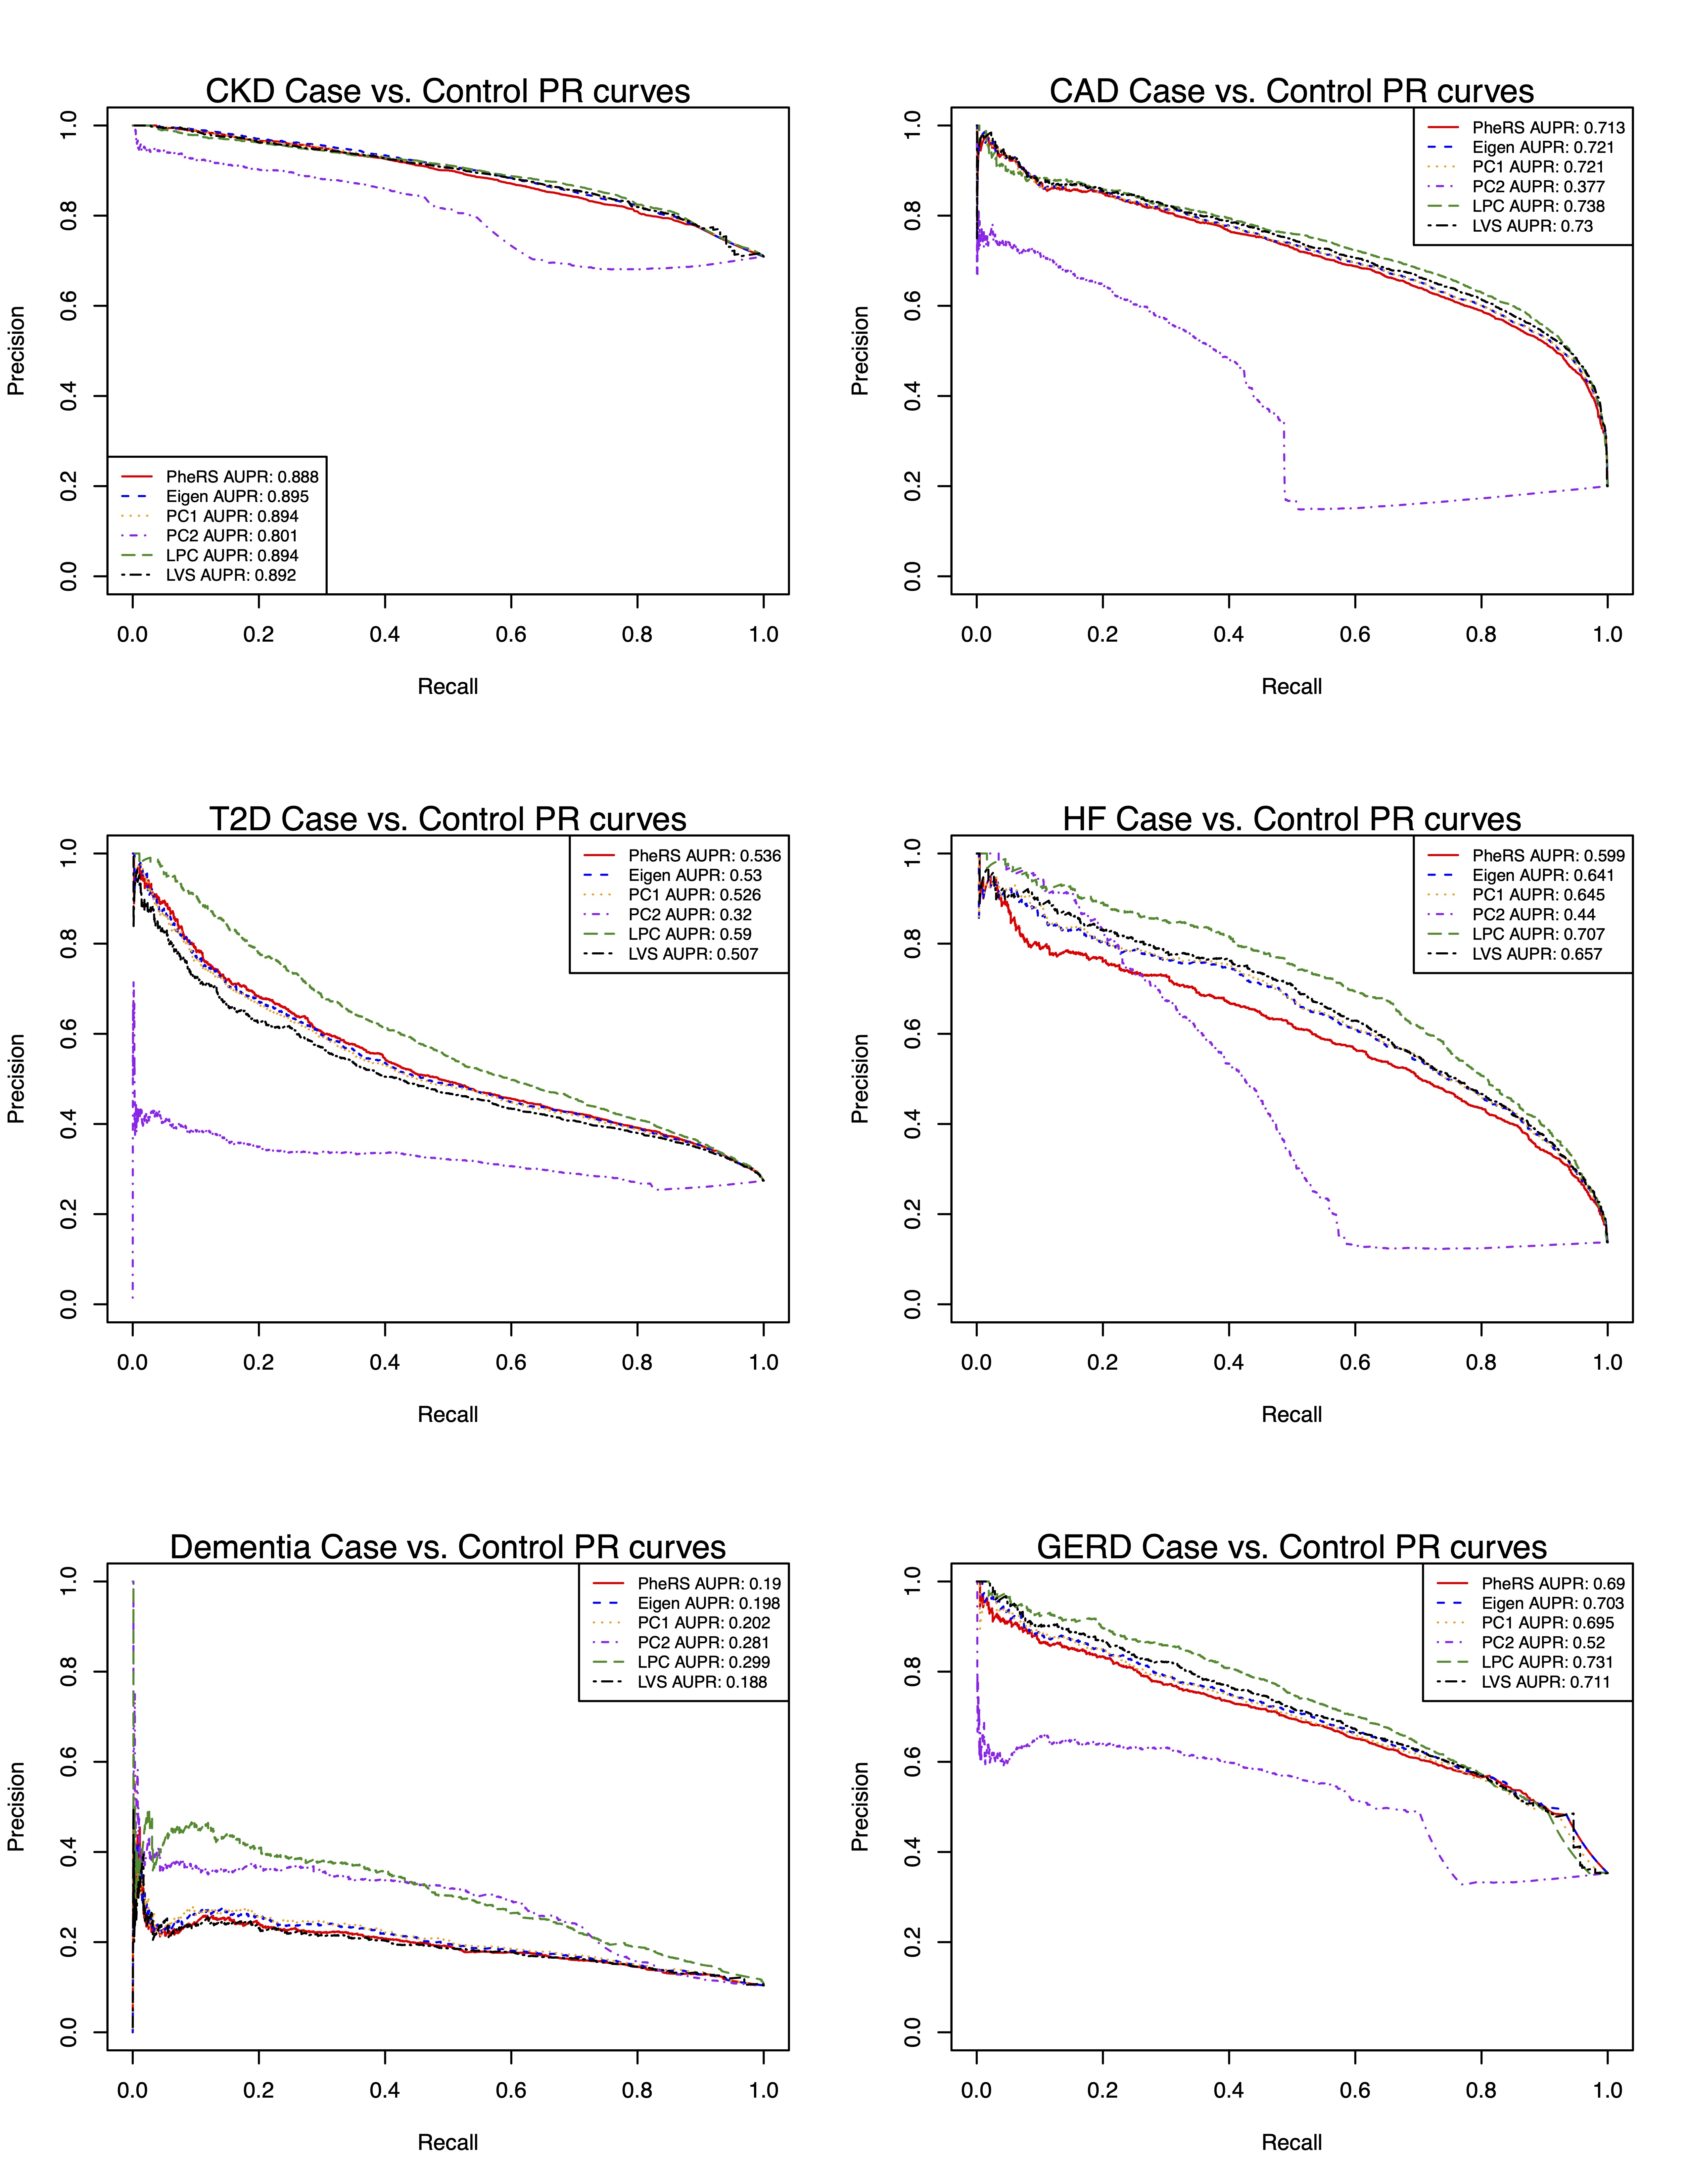 CKD Case vs. Control PR curves
Precision
0.0 0.2 0.4 0.6 0.8 1.0
PheRS AUPR: 0.888
Eigen AUPR: 0.895
PC1 AUPR: 0.894
PC2 AUPR: 0.801
LPC AUPR: 0.894
LVS AUPR: 0.892
0.0 0.2 0.4 0.6 0.8 1.0
Recall
CAD Case vs. Control PR curves
Precision
0.0 0.2 0.4 0.6 0.8 1.0
PheRS AUPR: 0.713
Eigen AUPR: 0.721
PC1 AUPR: 0.721
PC2 AUPR: 0.377
LPC AUPR: 0.738
LVS AUPR: 0.73
0.0 0.2 0.4 0.6 0.8 1.0
Recall
T2D Case vs. Control PR curves
Precision
0.0 0.2 0.4 0.6 0.8 1.0
PheRS AUPR: 0.536
Eigen AUPR: 0.53
PC1 AUPR: 0.526
PC2 AUPR: 0.32
LPC AUPR: 0.59
LVS AUPR: 0.507
0.0 0.2 0.4 0.6 0.8 1.0
Recall
HF Case vs. Control PR curves
Precision
0.0 0.2 0.4 0.6 0.8 1.0
PheRS AUPR: 0.599
Eigen AUPR: 0.641
PC1 AUPR: 0.645
PC2 AUPR: 0.44
LPC AUPR: 0.707
LVS AUPR: 0.657
0.0 0.2 0.4 0.6 0.8 1.0
Recall
Dementia Case vs. Control PR curves
Precision
0.0 0.2 0.4 0.6 0.8 1.0
PheRS AUPR: 0.19
Eigen AUPR: 0.198
PC1 AUPR: 0.202
PC2 AUPR: 0.281
LPC AUPR: 0.299
LVS AUPR: 0.188
0.0 0.2 0.4 0.6 0.8 1.0
Recall
GERD Case vs. Control PR curves
Precision
0.0 0.2 0.4 0.6 0.8 1.0
PheRS AUPR: 0.69
Eigen AUPR: 0.703
PC1 AUPR: 0.695
PC2 AUPR: 0.52
LPC AUPR: 0.731
LVS AUPR: 0.711
0.0 0.2 0.4 0.6 0.8 1.0
Recall